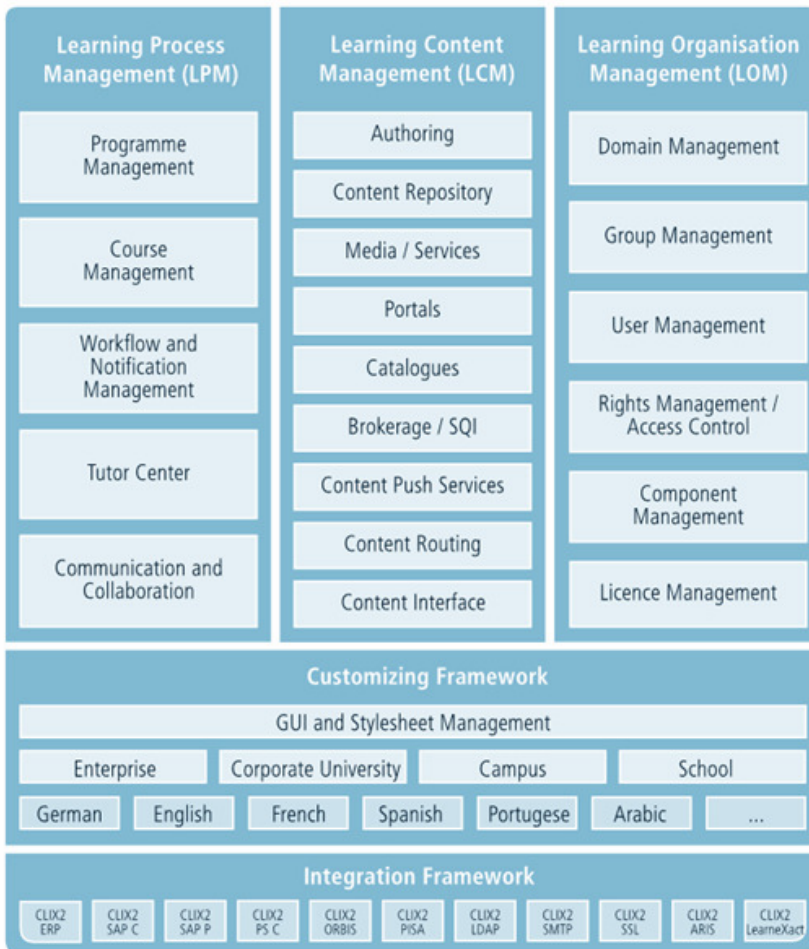 Learning Process
Management (LPM)
Programme
Management
Course
Management
Workflow and
Notification
Management
Tutor Center
Communication and
Collaboration
Learning Content
Management (LCM)
Authoring
Content Repository
Media / Services
Portals
Catalogues
Brokerage / SQI
Content Push Services
Content Routing
Content Interface
Learning Organisation
Management (LOM)
Domain Management
Group Management
User Management
Rights Management /
Access Control
Component
Management
Licence Management
Customizing Framework
GUI and Stylesheet Management
Enterprise
Corporate University
Campus
School
German
English
French
Spanish
Portugese
Arabic
...
Integration Framework
CLIX2
ERP
CLIX2
SAP C
CLIX2
SAP P
CLIX2
PS C
CLIX2
ORBIS
CLIX2
PISA
CLIX2
LDAP
CLIX2
SMTP
CLIX2
SSL
CLIX2
ARIS
CLIX2
LearneXact